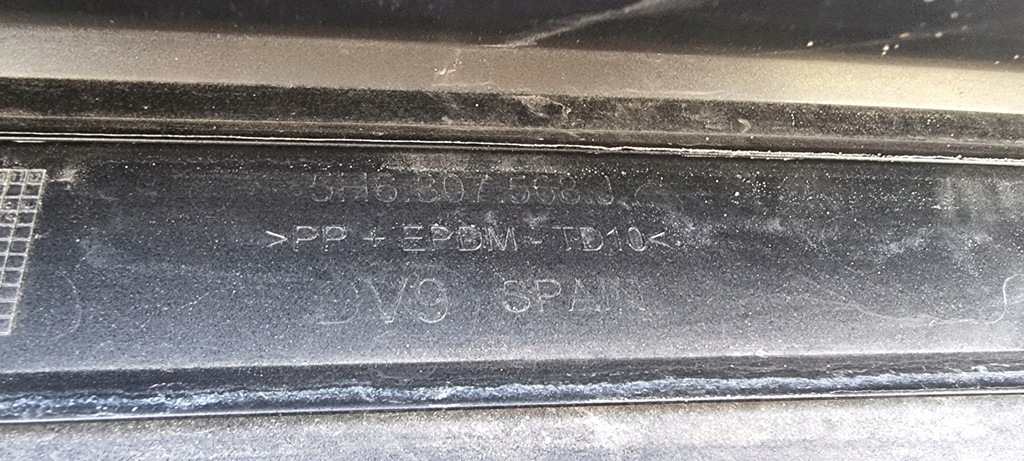 5H6.807.568.J
>PP + EPDM - TD10<
DV9 SPAIN